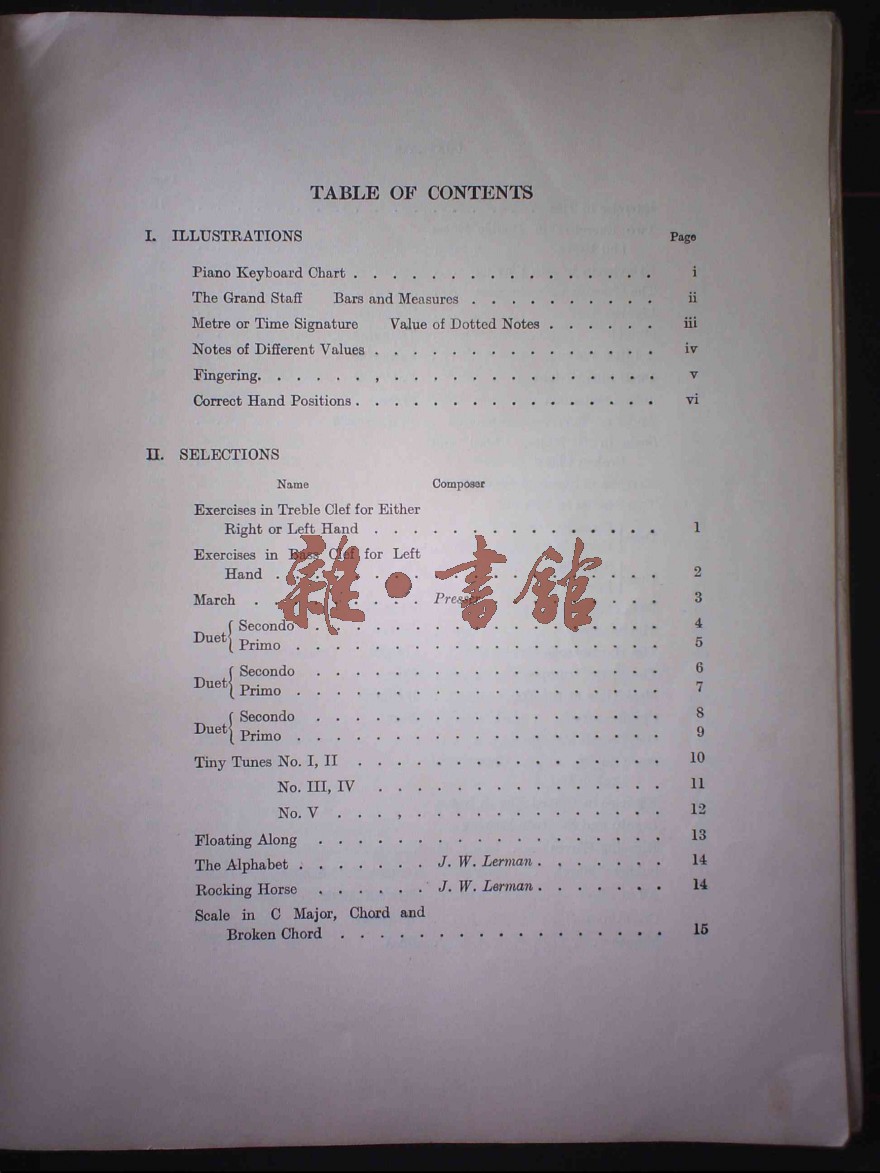 TABLE OF CONTENTS
I. ILLUSTRATIONS Page
Piano Keyboard Chart . . . . . . . . . . . . . . . . i
The Grand Staff Bars and Measures . . . . . . . . . . ii
Metre or Time Signature Value of Dotted Notes . . . . . . iii
Notes of Different Values . . . . . . . . . . . . . . . iv
Fingering. . . . . . , . . . . . . . . . . . . . . v
Correct Hand Positions . . . . . . . . . . . . . . . . vi
II. SELECTIONS
Name Composer
Exercises in Treble Clef for Either
Right or Left Hand . . . . . . . . . . . . . . . 1
Exercises in Bass Clef for Left
Hand . . . . . . . . . . . . . . . . . . . . 2
雜·書館
March . . . . . . . . . Presser . . . . . . . . 3
Duet { Secondo . . . . . . . . . . . . . . . . . . 4
Primo . . . . . . . . . . . . . . . . . . . 5
Duet { Secondo . . . . . . . . . . . . . . . . . . 6
Primo . . . . . . . . . . . . . . . . . . . 7
Duet { Secondo . . . . . . . . . . . . . . . . . . 8
Primo . . . . . . . . . . . . . . . . . . . 9
Tiny Tunes No. I, II . . . . . . . . . . . . . . . . 10
No. III, IV . . . . . . . . . . . . . . . 11
No. V . . . , . . . . . . . . . . . . . 12
Floating Along . . . . . . . . . . . . . . . . . . 13
The Alphabet . . . . . . . J. W. Lerman . . . . . . . 14
Rocking Horse . . . . . . J. W. Lerman . . . . . . . 14
Scale in C Major, Chord and
Broken Chord . . . . . . . . . . . . . . . . . 15